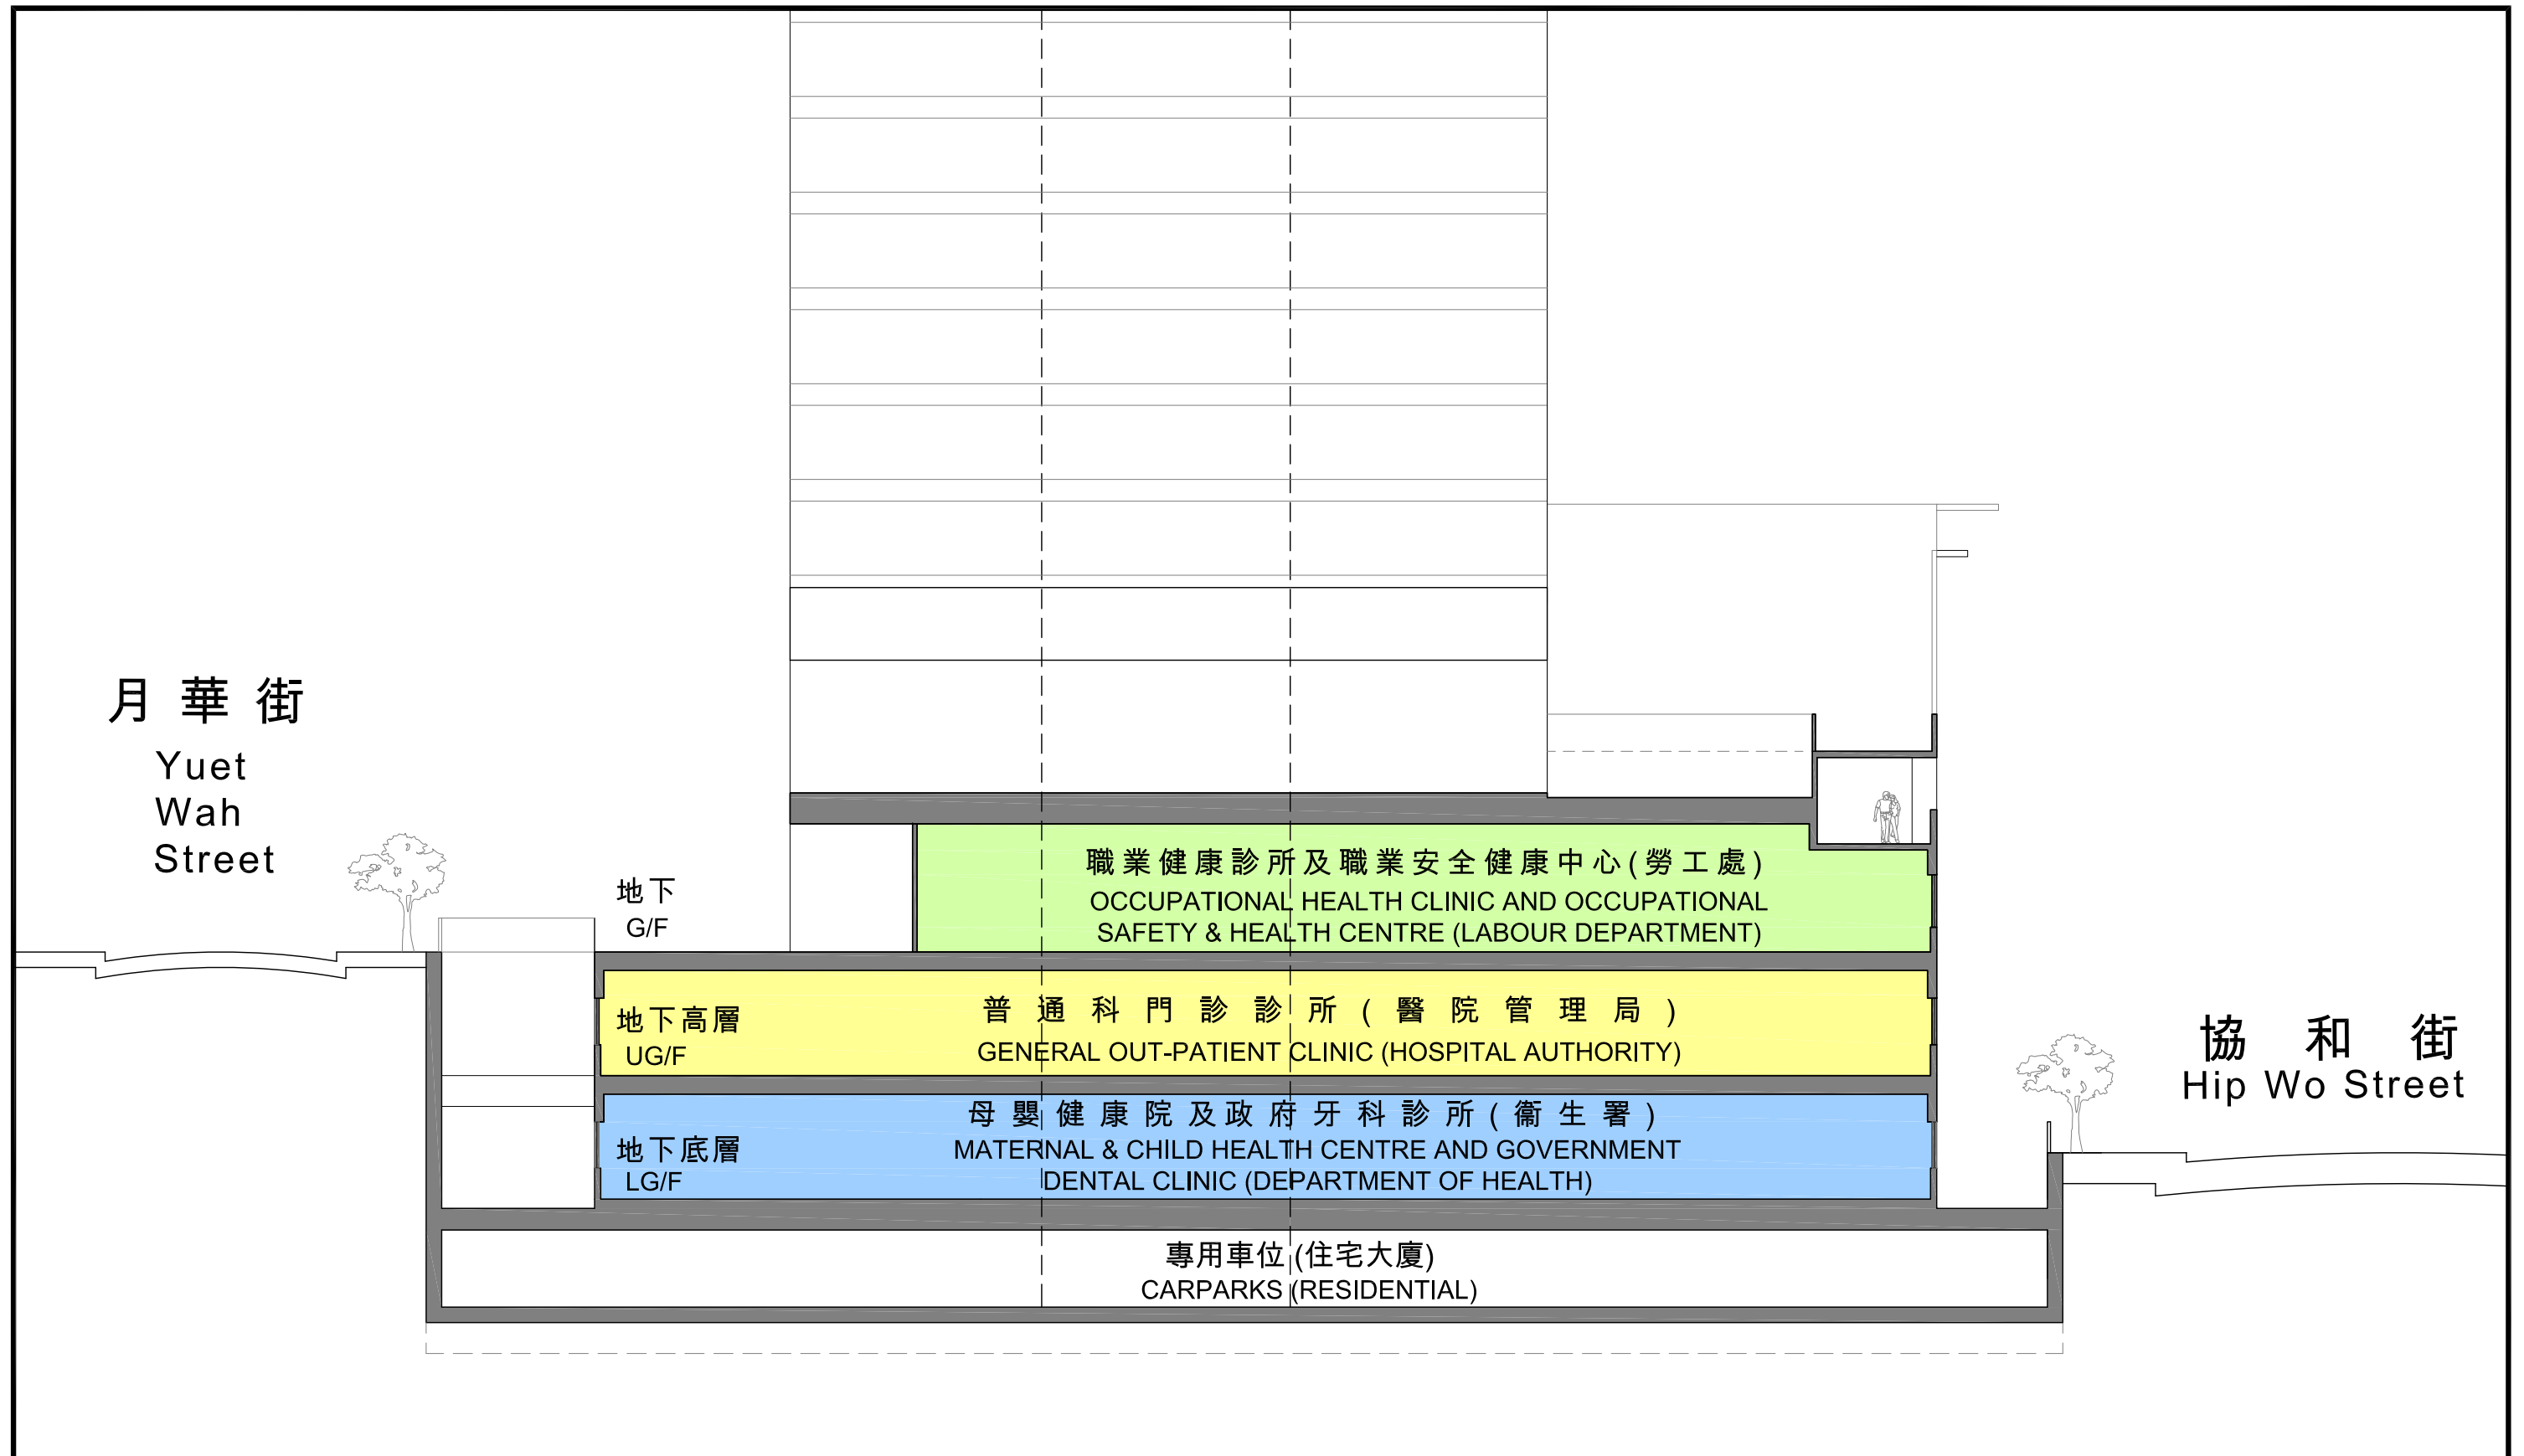 月華街
Yuet
Wah
Street
地下
G/F
職業健康診所及職業安全健康中心(勞工處)
OCCUPATIONAL HEALTH CLINIC AND OCCUPATIONAL
SAFETY & HEALTH CENTRE (LABOUR DEPARTMENT)
地下高層
UG/F
普通科門診診所(醫院管理局)
GENERAL OUT-PATIENT CLINIC (HOSPITAL AUTHORITY)
地下底層
LG/F
母嬰健康院及政府牙科診所(衞生署)
MATERNAL & CHILD HEALTH CENTRE AND GOVERNMENT
DENTAL CLINIC (DEPARTMENT OF HEALTH)
專用車位(住宅大廈)
CARPARKS (RESIDENTIAL)
協和街
Hip Wo Street